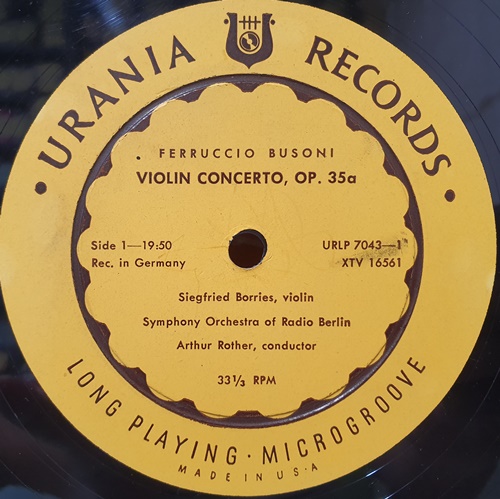 • URANIA RECORDS •
FERRUCCIO BUSONI
VIOLIN CONCERTO, OP. 35a
Side 1—19:50
Rec. in Germany
URLP 7043—1
XTV 16561
Siegfried Borries, violin
Symphony Orchestra of Radio Berlin
Arthur Rother, conductor
33 1/3 RPM
LONG PLAYING · MICROGROOVE
MADE IN U·S·A